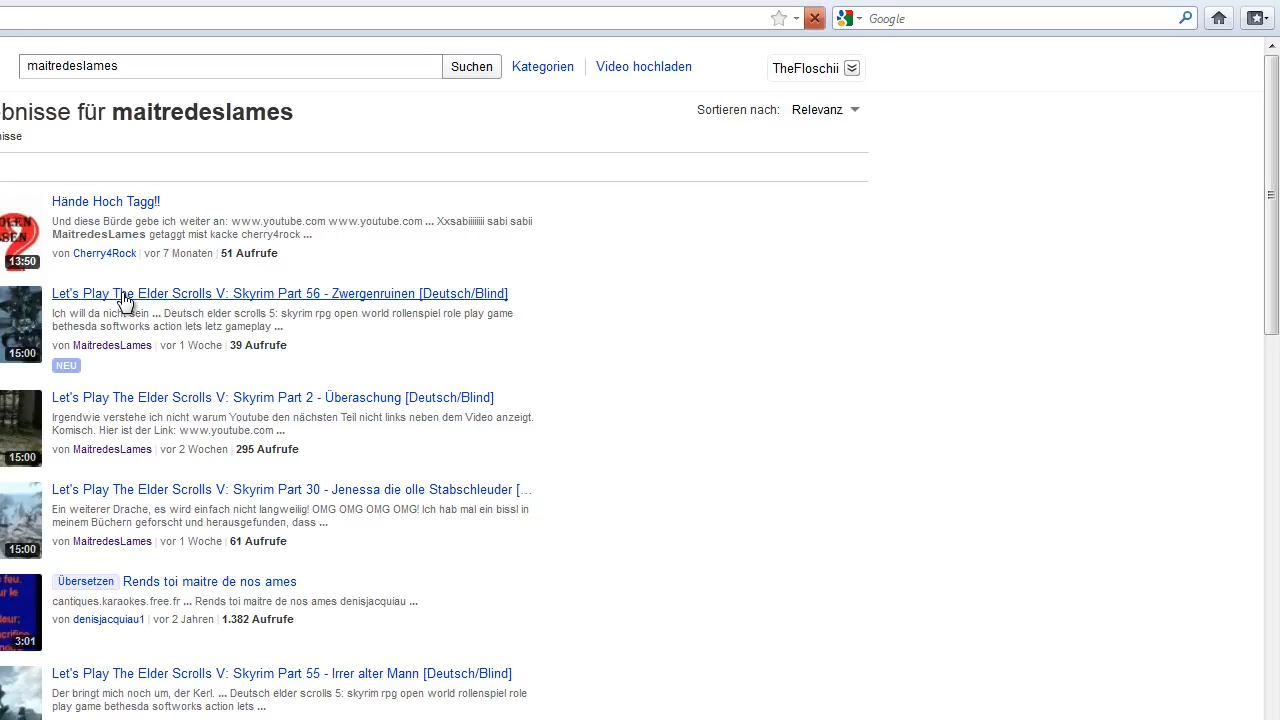 Google
maitredeslames
Suchen
Kategorien
Video hochladen
TheFloschii
bnisse für maitredeslames
Sortieren nach: Relevanz
nisse
Hände Hoch Tagg!!
Und diese Bürde gebe ich weiter an: www.youtube.com www.youtube.com ... Xxsabiiiiiii sabi sabii
MaitredesLames getaggt mist kacke cherry4rock ...
von Cherry4Rock | vor 7 Monaten | 51 Aufrufe
13:50
Let's Play The Elder Scrolls V: Skyrim Part 56 - Zwergenruinen [Deutsch/Blind]
Ich will da nicht sein ... Deutsch elder scrolls 5: skyrim rpg open world rollenspiel role play game
bethesda softworks action lets letz gameplay ...
von MaitredesLames | vor 1 Woche | 39 Aufrufe
15:00
NEU
Let's Play The Elder Scrolls V: Skyrim Part 2 - Überaschung [Deutsch/Blind]
Irgendwie verstehe ich nicht warum Youtube den nächsten Teil nicht links neben dem Video anzeigt.
Komisch. Hier ist der Link: www.youtube.com ...
von MaitredesLames | vor 2 Wochen | 295 Aufrufe
15:00
Let's Play The Elder Scrolls V: Skyrim Part 30 - Jenessa die olle Stabschleuder [...
Ein weiterer Drache, es wird einfach nicht langweilig! OMG OMG OMG OMG! Ich hab mal ein bissl in
meinem Büchern geforscht und herausgefunden, dass ...
von MaitredesLames | vor 1 Woche | 61 Aufrufe
15:00
Übersetzen Rends toi maitre de nos ames
cantiques.karaokes.free.fr ... Rends toi maitre de nos ames denisjacquiau ...
von denisjacquiau1 | vor 2 Jahren | 1.382 Aufrufe
3:01
Let's Play The Elder Scrolls V: Skyrim Part 55 - Irrer alter Mann [Deutsch/Blind]
Der bringt mich noch um, der Kerl. ... Deutsch elder scrolls 5: skyrim rpg open world rollenspiel role
play game bethesda softworks action lets ...